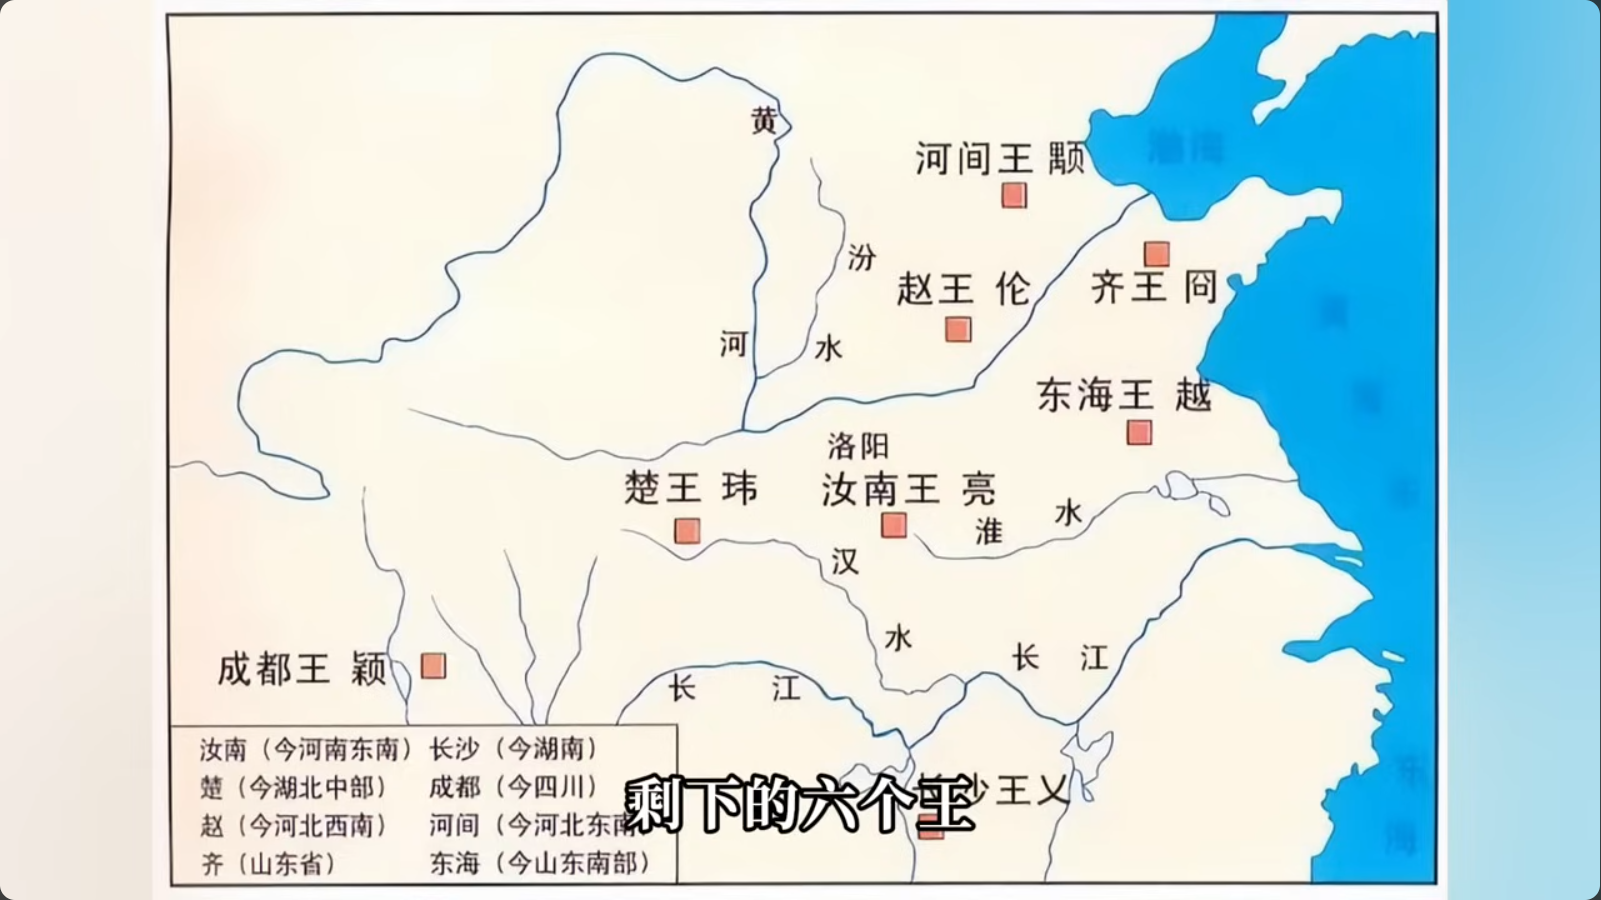 黄
渤海
河间王 颙
汾
赵王 伦
齐王 冏
河
水
东海王 越
洛阳
楚王 玮
汝南王 亮
淮
水
汉
水
长 江
成都王 颖
长 江
汝南（今河南东南） 长沙（今湖南）
楚（今湖北中部） 成都（今四川）
赵（今河北西南） 河间（今河北东南
齐（山东省） 东海（今山东南部）
长沙王乂
剩下的六个王
东
海